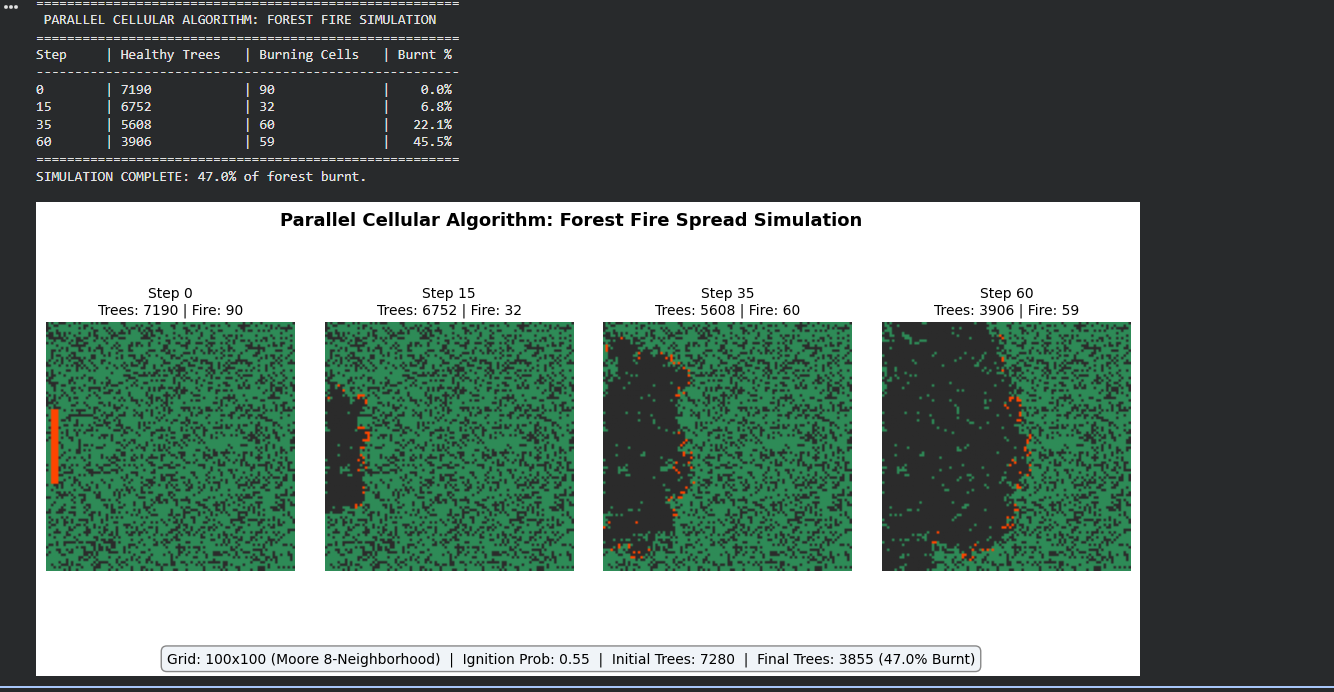 =======================================================
PARALLEL CELLULAR ALGORITHM: FOREST FIRE SIMULATION
=======================================================
Step     | Healthy Trees   | Burning Cells   | Burnt %
-------------------------------------------------------
0        | 7190            | 90              |    0.0%
15       | 6752            | 32              |    6.8%
35       | 5608            | 60              |   22.1%
60       | 3906            | 59              |   45.5%
=======================================================
SIMULATION COMPLETE: 47.0% of forest burnt.
Parallel Cellular Algorithm: Forest Fire Spread Simulation
Step 0
Trees: 7190 | Fire: 90
Step 15
Trees: 6752 | Fire: 32
Step 35
Trees: 5608 | Fire: 60
Step 60
Trees: 3906 | Fire: 59
Grid: 100x100 (Moore 8-Neighborhood)  |  Ignition Prob: 0.55  |  Initial Trees: 7280  |  Final Trees: 3855 (47.0% Burnt)